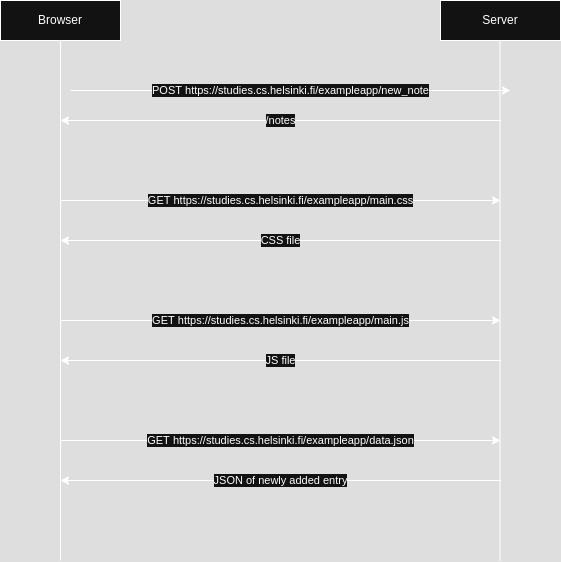 Browser
Server
POST https://studies.cs.helsinki.fi/exampleapp/new_note
/notes
GET https://studies.cs.helsinki.fi/exampleapp/main.css
CSS file
GET https://studies.cs.helsinki.fi/exampleapp/main.js
JS file
GET https://studies.cs.helsinki.fi/exampleapp/data.json
JSON of newly added entry